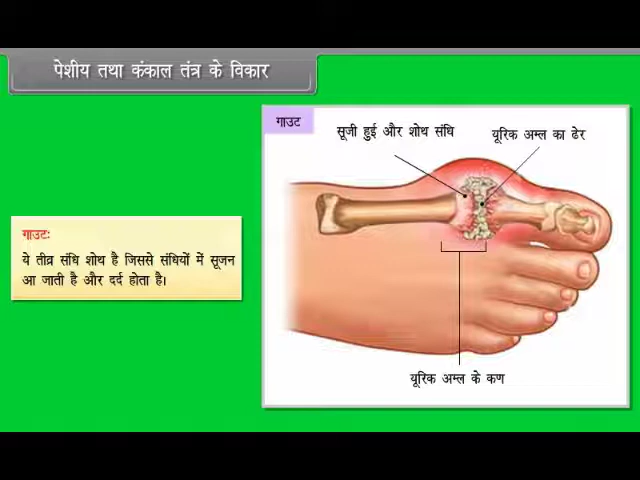 पेशीय तथा कंकाल तंत्र के विकार
गाउट
सूजी हुई और शोथ संधि
यूरिक अम्ल का ढेर
गाउटः
ये तीव्र संधि शोथ है जिससे संधियों में सूजन
आ जाती है और दर्द होता है।
यूरिक अम्ल के कण